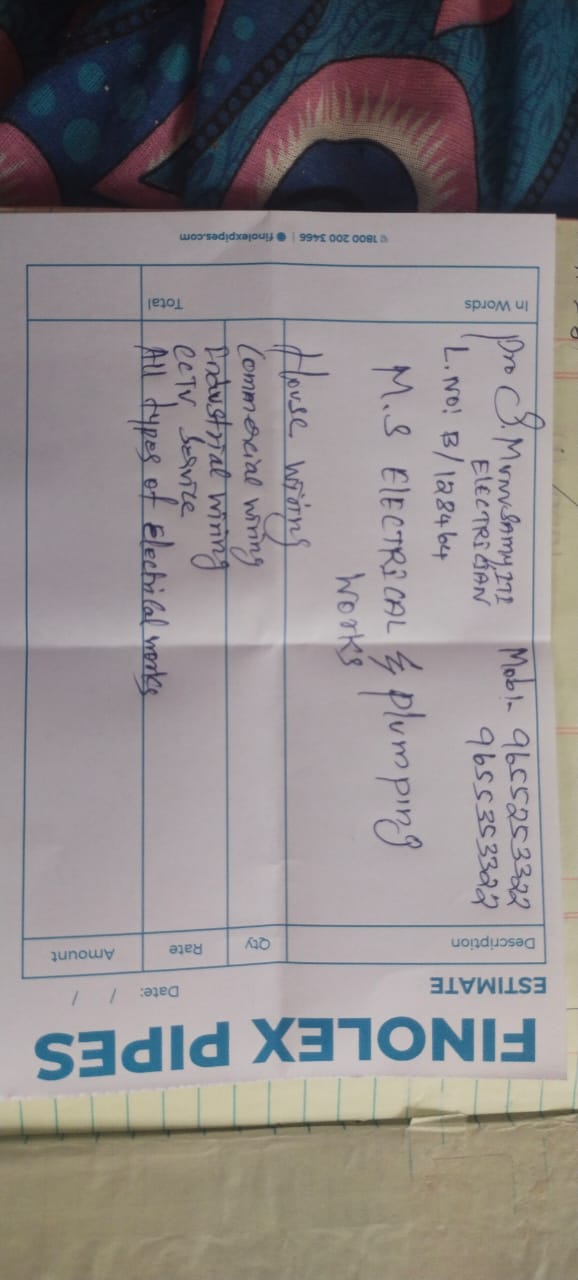 FINOLEX PIPES
ESTIMATE
Date: / /
Description Qty Rate Amount
Pro S. MUNUSAMY ITI Mob:- 9655253322
ELECTRICIAN 9655353322
L.NO: B/128464
M.S ELECTRICAL & Plumping
Works
House wiring
Commercial wiring
Industrial wiring
CCTV Service
All types of Electrical works
In Words Total
1800 200 3466 | finolexpipes.com